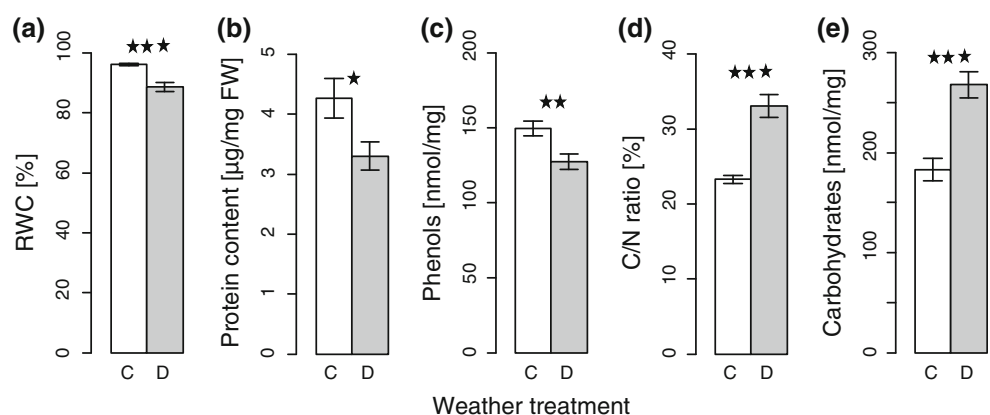 (a)
RWC [%]
0 20 40 60 80 100
C D
(b)
Protein content [µg/mg FW]
0 1 2 3 4 5
C D
(c)
Phenols [nmol/mg]
0 50 100 150 200
C D
(d)
C/N ratio [%]
0 10 20 30 40
C D
(e)
Carbohydrates [nmol/mg]
0 100 200 300
C D
Weather treatment